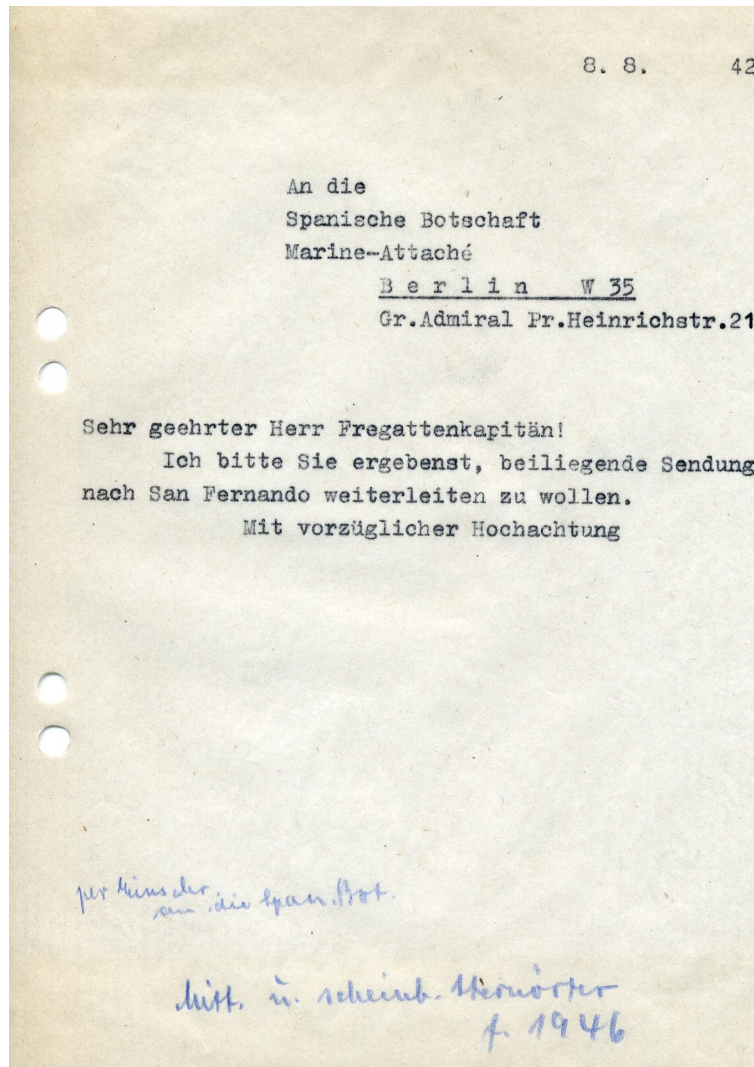 8. 8. 42
An die
Spanische Botschaft
Marine-Attaché
Berlin W 35
Gr.Admiral Pr.Heinrichstr.21
Sehr geehrter Herr Fregattenkapitän!
Ich bitte Sie ergebenst, beiliegende Sendung
nach San Fernando weiterleiten zu wollen.
Mit vorzüglicher Hochachtung
per Einschr.
an die Span. Bot.
Mitt. u. scheinb. Sternörter
f. 1946